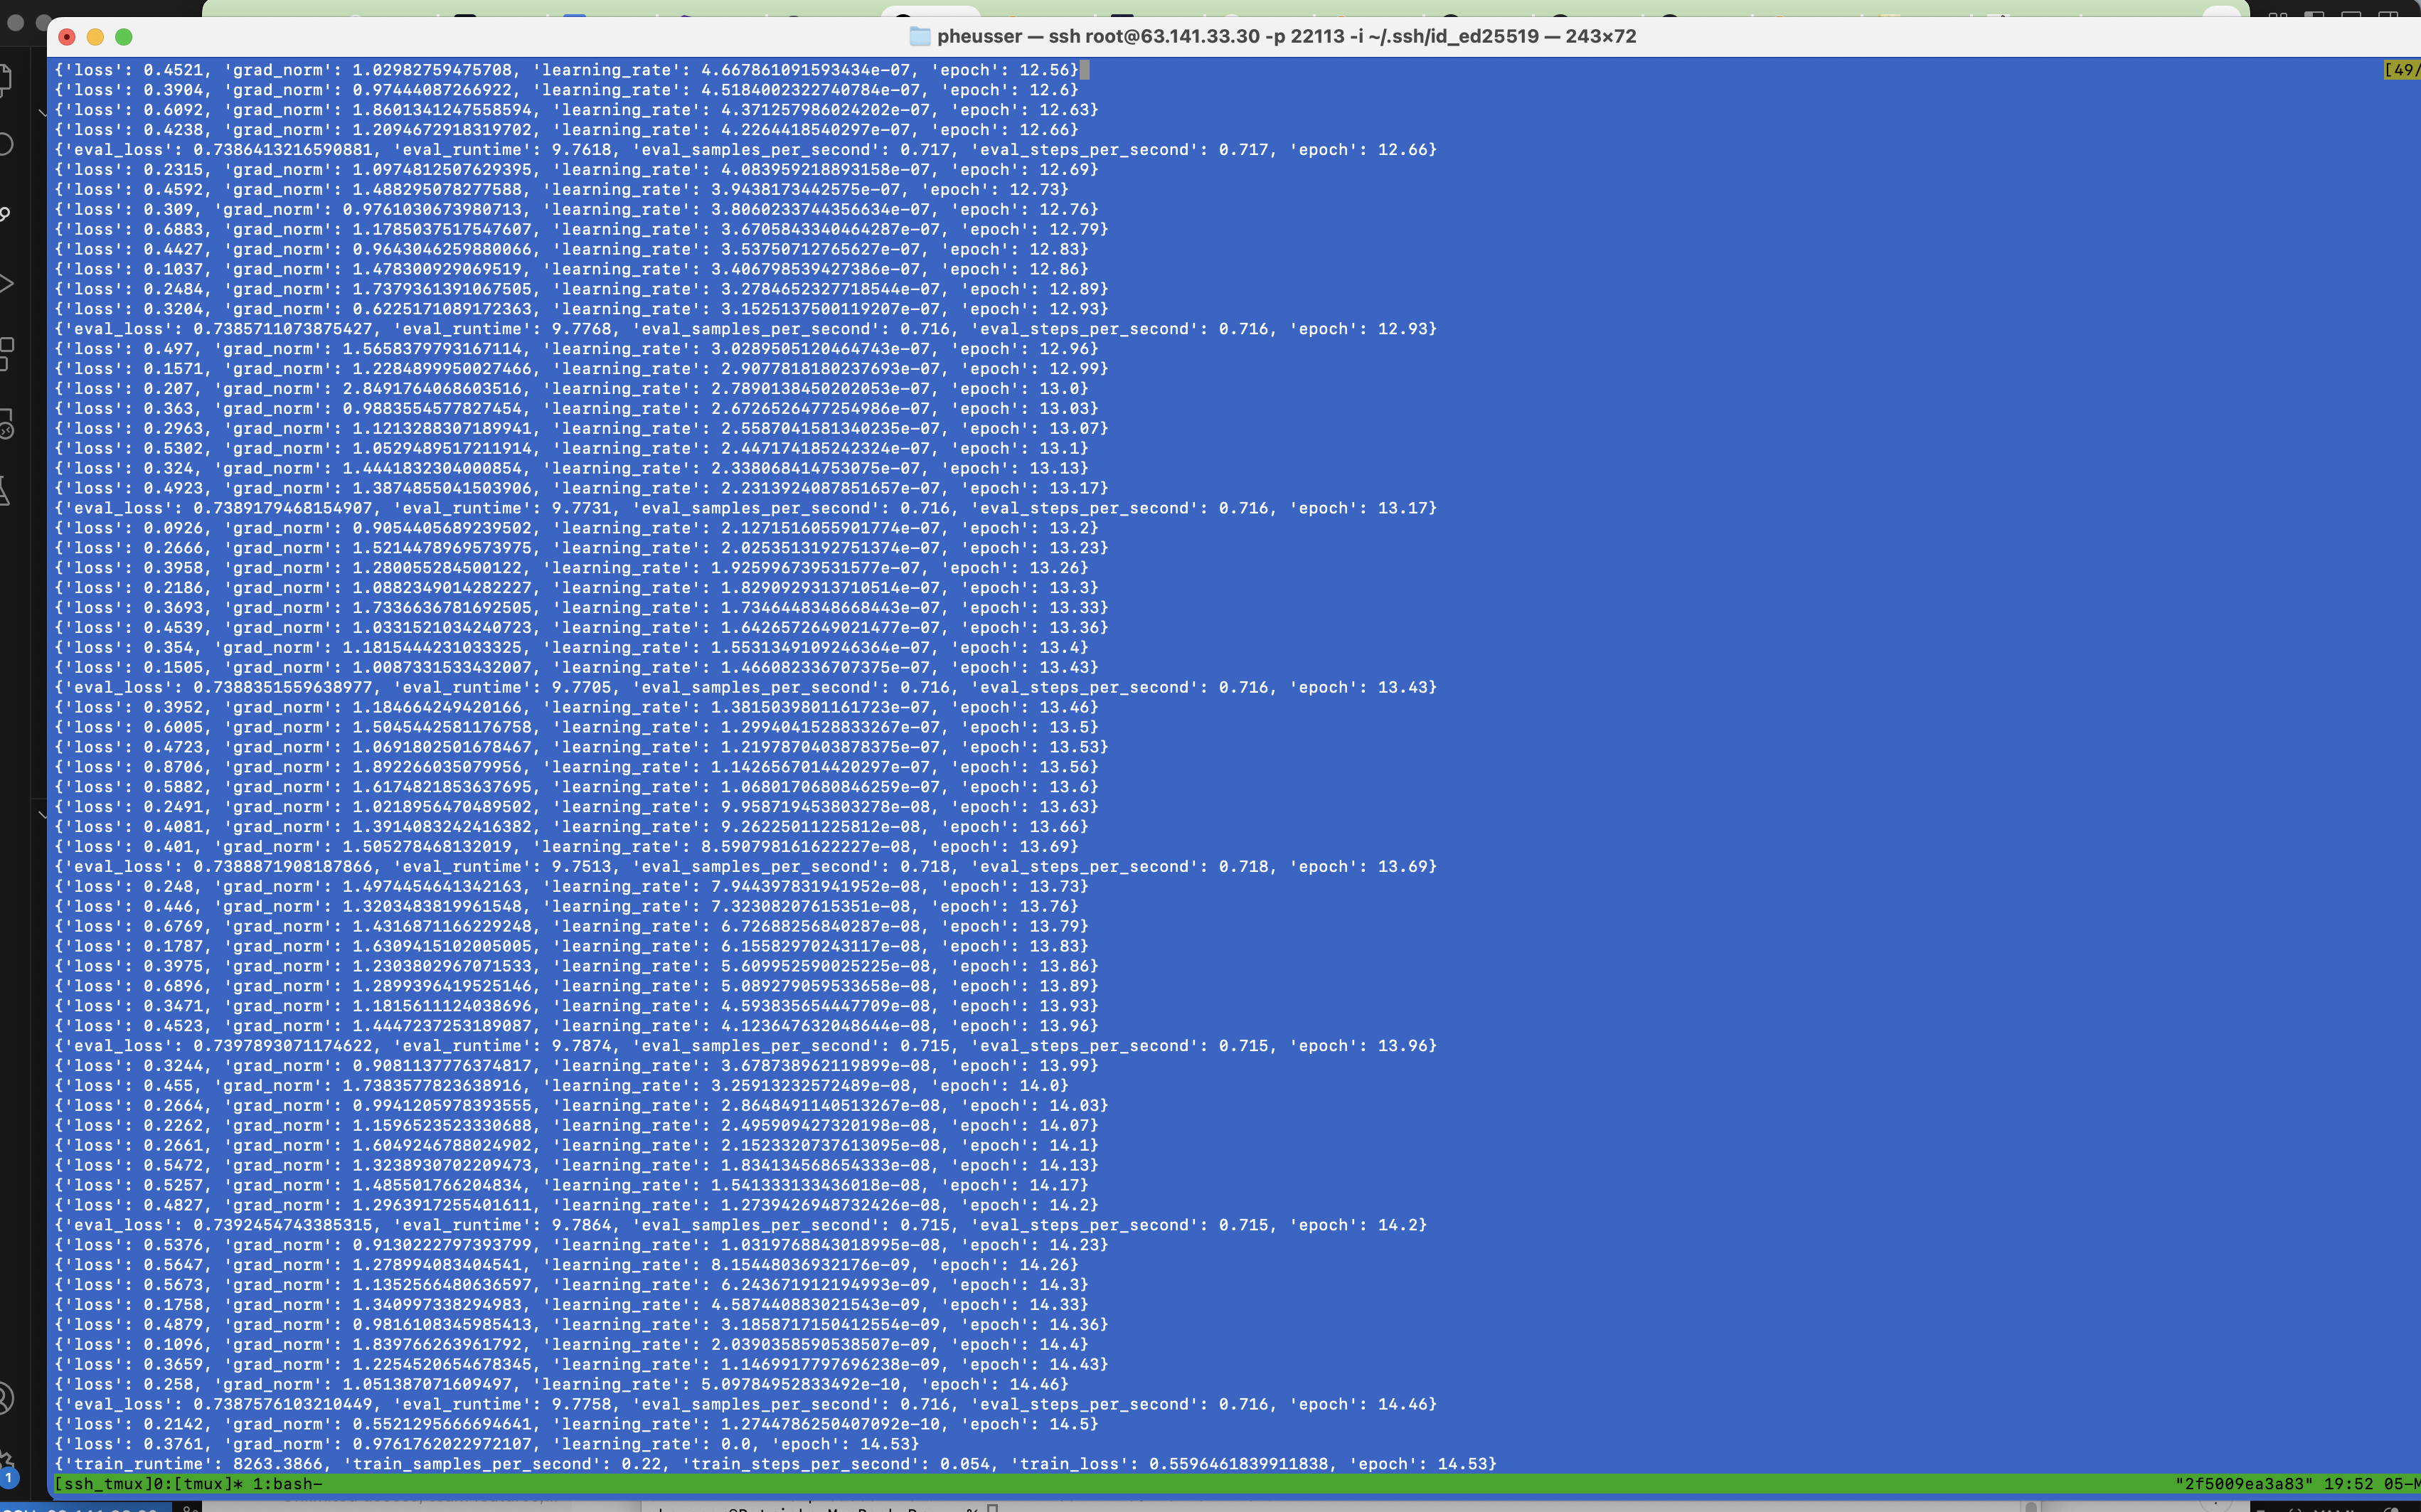 pheusser — ssh root@63.141.33.30 -p 22113 -i ~/.ssh/id_ed25519 — 243×72
{'loss': 0.4521, 'grad_norm': 1.02982759475708, 'learning_rate': 4.667861091593434e-07, 'epoch': 12.56} [49/
{'loss': 0.3904, 'grad_norm': 0.97444087266922, 'learning_rate': 4.5184002322740784e-07, 'epoch': 12.6}
{'loss': 0.6092, 'grad_norm': 1.8601341247558594, 'learning_rate': 4.371257986024202e-07, 'epoch': 12.63}
{'loss': 0.4238, 'grad_norm': 1.2094672918319702, 'learning_rate': 4.2264418540297e-07, 'epoch': 12.66}
{'eval_loss': 0.7386413216590881, 'eval_runtime': 9.7618, 'eval_samples_per_second': 0.717, 'eval_steps_per_second': 0.717, 'epoch': 12.66}
{'loss': 0.2315, 'grad_norm': 1.0974812507629395, 'learning_rate': 4.083959218893158e-07, 'epoch': 12.69}
{'loss': 0.4592, 'grad_norm': 1.488295078277588, 'learning_rate': 3.9438173442575e-07, 'epoch': 12.73}
{'loss': 0.309, 'grad_norm': 0.9761030673980713, 'learning_rate': 3.8060233744356634e-07, 'epoch': 12.76}
{'loss': 0.6883, 'grad_norm': 1.1785037517547607, 'learning_rate': 3.6705843340464287e-07, 'epoch': 12.79}
{'loss': 0.4427, 'grad_norm': 0.9643046259880066, 'learning_rate': 3.53750712765627e-07, 'epoch': 12.83}
{'loss': 0.1037, 'grad_norm': 1.478300929069519, 'learning_rate': 3.406798539427386e-07, 'epoch': 12.86}
{'loss': 0.2484, 'grad_norm': 1.7379361391067505, 'learning_rate': 3.2784652327718544e-07, 'epoch': 12.89}
{'loss': 0.3204, 'grad_norm': 0.6225171089172363, 'learning_rate': 3.1525137500119207e-07, 'epoch': 12.93}
{'eval_loss': 0.7385711073875427, 'eval_runtime': 9.7768, 'eval_samples_per_second': 0.716, 'eval_steps_per_second': 0.716, 'epoch': 12.93}
{'loss': 0.497, 'grad_norm': 1.5658379793167114, 'learning_rate': 3.0289505120464743e-07, 'epoch': 12.96}
{'loss': 0.1571, 'grad_norm': 1.2284899950027466, 'learning_rate': 2.9077818180237693e-07, 'epoch': 12.99}
{'loss': 0.207, 'grad_norm': 2.8491764068603516, 'learning_rate': 2.7890138450202053e-07, 'epoch': 13.0}
{'loss': 0.363, 'grad_norm': 0.9883554577827454, 'learning_rate': 2.6726526477254986e-07, 'epoch': 13.03}
{'loss': 0.2963, 'grad_norm': 1.1213288307189941, 'learning_rate': 2.5587041581340235e-07, 'epoch': 13.07}
{'loss': 0.5302, 'grad_norm': 1.0529489517211914, 'learning_rate': 2.447174185242324e-07, 'epoch': 13.1}
{'loss': 0.324, 'grad_norm': 1.4441832304000854, 'learning_rate': 2.338068414753075e-07, 'epoch': 13.13}
{'loss': 0.4923, 'grad_norm': 1.3874855041503906, 'learning_rate': 2.2313924087851657e-07, 'epoch': 13.17}
{'eval_loss': 0.7389179468154907, 'eval_runtime': 9.7731, 'eval_samples_per_second': 0.716, 'eval_steps_per_second': 0.716, 'epoch': 13.17}
{'loss': 0.0926, 'grad_norm': 0.9054405689239502, 'learning_rate': 2.1271516055901774e-07, 'epoch': 13.2}
{'loss': 0.2666, 'grad_norm': 1.5214478969573975, 'learning_rate': 2.0253513192751374e-07, 'epoch': 13.23}
{'loss': 0.3958, 'grad_norm': 1.280055284500122, 'learning_rate': 1.925996739531577e-07, 'epoch': 13.26}
{'loss': 0.2186, 'grad_norm': 1.0882349014282227, 'learning_rate': 1.8290929313710514e-07, 'epoch': 13.3}
{'loss': 0.3693, 'grad_norm': 1.7336636781692505, 'learning_rate': 1.7346448348668443e-07, 'epoch': 13.33}
{'loss': 0.4539, 'grad_norm': 1.0331521034240723, 'learning_rate': 1.6426572649021477e-07, 'epoch': 13.36}
{'loss': 0.354, 'grad_norm': 1.1815444231033325, 'learning_rate': 1.5531349109246364e-07, 'epoch': 13.4}
{'loss': 0.1505, 'grad_norm': 1.0087331533432007, 'learning_rate': 1.466082336707375e-07, 'epoch': 13.43}
{'eval_loss': 0.7388351559638977, 'eval_runtime': 9.7705, 'eval_samples_per_second': 0.716, 'eval_steps_per_second': 0.716, 'epoch': 13.43}
{'loss': 0.3952, 'grad_norm': 1.184664249420166, 'learning_rate': 1.3815039801161723e-07, 'epoch': 13.46}
{'loss': 0.6005, 'grad_norm': 1.5045442581176758, 'learning_rate': 1.2994041528833267e-07, 'epoch': 13.5}
{'loss': 0.4723, 'grad_norm': 1.0691802501678467, 'learning_rate': 1.2197870403878375e-07, 'epoch': 13.53}
{'loss': 0.8706, 'grad_norm': 1.892266035079956, 'learning_rate': 1.1426567014420297e-07, 'epoch': 13.56}
{'loss': 0.5882, 'grad_norm': 1.6174821853637695, 'learning_rate': 1.0680170680846259e-07, 'epoch': 13.6}
{'loss': 0.2491, 'grad_norm': 1.0218956470489502, 'learning_rate': 9.958719453803278e-08, 'epoch': 13.63}
{'loss': 0.4081, 'grad_norm': 1.3914083242416382, 'learning_rate': 9.26225011225812e-08, 'epoch': 13.66}
{'loss': 0.401, 'grad_norm': 1.505278468132019, 'learning_rate': 8.590798161622227e-08, 'epoch': 13.69}
{'eval_loss': 0.7388871908187866, 'eval_runtime': 9.7513, 'eval_samples_per_second': 0.718, 'eval_steps_per_second': 0.718, 'epoch': 13.69}
{'loss': 0.248, 'grad_norm': 1.4974454641342163, 'learning_rate': 7.944397831941952e-08, 'epoch': 13.73}
{'loss': 0.446, 'grad_norm': 1.3203483819961548, 'learning_rate': 7.32308207615351e-08, 'epoch': 13.76}
{'loss': 0.6769, 'grad_norm': 1.4316871166229248, 'learning_rate': 6.72688256840287e-08, 'epoch': 13.79}
{'loss': 0.1787, 'grad_norm': 1.6309415102005005, 'learning_rate': 6.15582970243117e-08, 'epoch': 13.83}
{'loss': 0.3975, 'grad_norm': 1.2303802967071533, 'learning_rate': 5.609952590025225e-08, 'epoch': 13.86}
{'loss': 0.6896, 'grad_norm': 1.2899396419525146, 'learning_rate': 5.089279059533658e-08, 'epoch': 13.89}
{'loss': 0.3471, 'grad_norm': 1.1815611124038696, 'learning_rate': 4.593835654447709e-08, 'epoch': 13.93}
{'loss': 0.4523, 'grad_norm': 1.4447237253189087, 'learning_rate': 4.123647632048644e-08, 'epoch': 13.96}
{'eval_loss': 0.7397893071174622, 'eval_runtime': 9.7874, 'eval_samples_per_second': 0.715, 'eval_steps_per_second': 0.715, 'epoch': 13.96}
{'loss': 0.3244, 'grad_norm': 0.9081137776374817, 'learning_rate': 3.678738962119899e-08, 'epoch': 13.99}
{'loss': 0.455, 'grad_norm': 1.7383577823638916, 'learning_rate': 3.25913232572489e-08, 'epoch': 14.0}
{'loss': 0.2664, 'grad_norm': 0.9941205978393555, 'learning_rate': 2.8648491140513267e-08, 'epoch': 14.03}
{'loss': 0.2262, 'grad_norm': 1.1596523523330688, 'learning_rate': 2.495909427320198e-08, 'epoch': 14.07}
{'loss': 0.2661, 'grad_norm': 1.6049246788024902, 'learning_rate': 2.1523320737613095e-08, 'epoch': 14.1}
{'loss': 0.5472, 'grad_norm': 1.3238930702209473, 'learning_rate': 1.834134568654333e-08, 'epoch': 14.13}
{'loss': 0.5257, 'grad_norm': 1.485501766204834, 'learning_rate': 1.541333133436018e-08, 'epoch': 14.17}
{'loss': 0.4827, 'grad_norm': 1.2963917255401611, 'learning_rate': 1.2739426948732426e-08, 'epoch': 14.2}
{'eval_loss': 0.7392454743385315, 'eval_runtime': 9.7864, 'eval_samples_per_second': 0.715, 'eval_steps_per_second': 0.715, 'epoch': 14.2}
{'loss': 0.5376, 'grad_norm': 0.9130222797393799, 'learning_rate': 1.0319768843018995e-08, 'epoch': 14.23}
{'loss': 0.5647, 'grad_norm': 1.278994083404541, 'learning_rate': 8.15448036932176e-09, 'epoch': 14.26}
{'loss': 0.5673, 'grad_norm': 1.1352566480636597, 'learning_rate': 6.243671912194993e-09, 'epoch': 14.3}
{'loss': 0.1758, 'grad_norm': 1.340997338294983, 'learning_rate': 4.587440883021543e-09, 'epoch': 14.33}
{'loss': 0.4879, 'grad_norm': 0.9816108345985413, 'learning_rate': 3.1858717150412554e-09, 'epoch': 14.36}
{'loss': 0.1096, 'grad_norm': 1.839766263961792, 'learning_rate': 2.0390358590538507e-09, 'epoch': 14.4}
{'loss': 0.3659, 'grad_norm': 1.2254520654678345, 'learning_rate': 1.1469917797696238e-09, 'epoch': 14.43}
{'loss': 0.258, 'grad_norm': 1.051387071609497, 'learning_rate': 5.09784952833492e-10, 'epoch': 14.46}
{'eval_loss': 0.7387576103210449, 'eval_runtime': 9.7758, 'eval_samples_per_second': 0.716, 'eval_steps_per_second': 0.716, 'epoch': 14.46}
{'loss': 0.2142, 'grad_norm': 0.5521295666694641, 'learning_rate': 1.2744786250407092e-10, 'epoch': 14.5}
{'loss': 0.3761, 'grad_norm': 0.9761762022972107, 'learning_rate': 0.0, 'epoch': 14.53}
{'train_runtime': 8263.3866, 'train_samples_per_second': 0.22, 'train_steps_per_second': 0.054, 'train_loss': 0.5596461839911838, 'epoch': 14.53}
[ssh_tmux]0:[tmux]* 1:bash- "2f5009ea3a83" 19:52 05-M
1